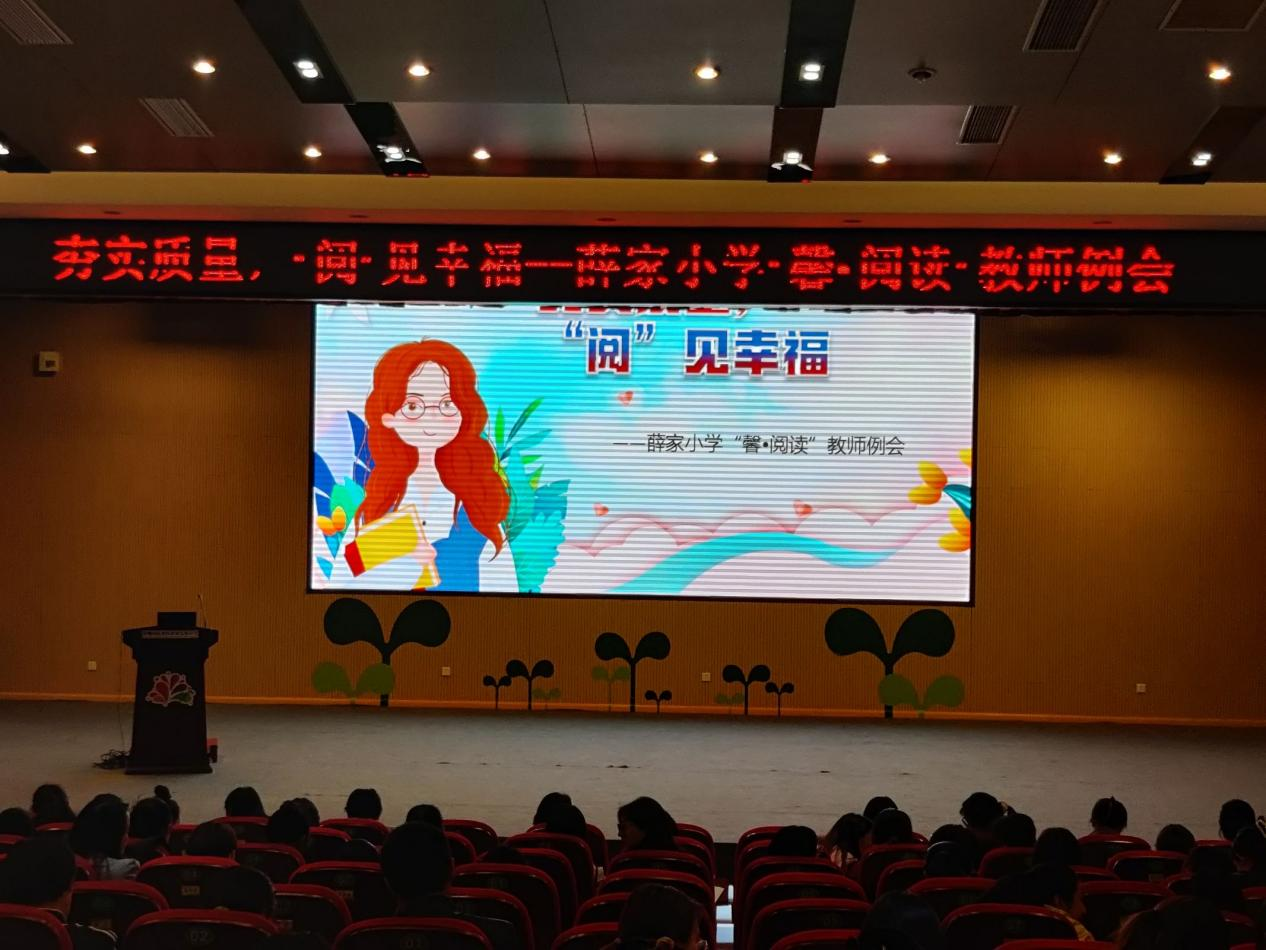 夯实质量，·阅·见幸福——薛家小学·馨·阅读·教师例会
“阅” 见幸福
——薛家小学“馨·阅读”教师例会